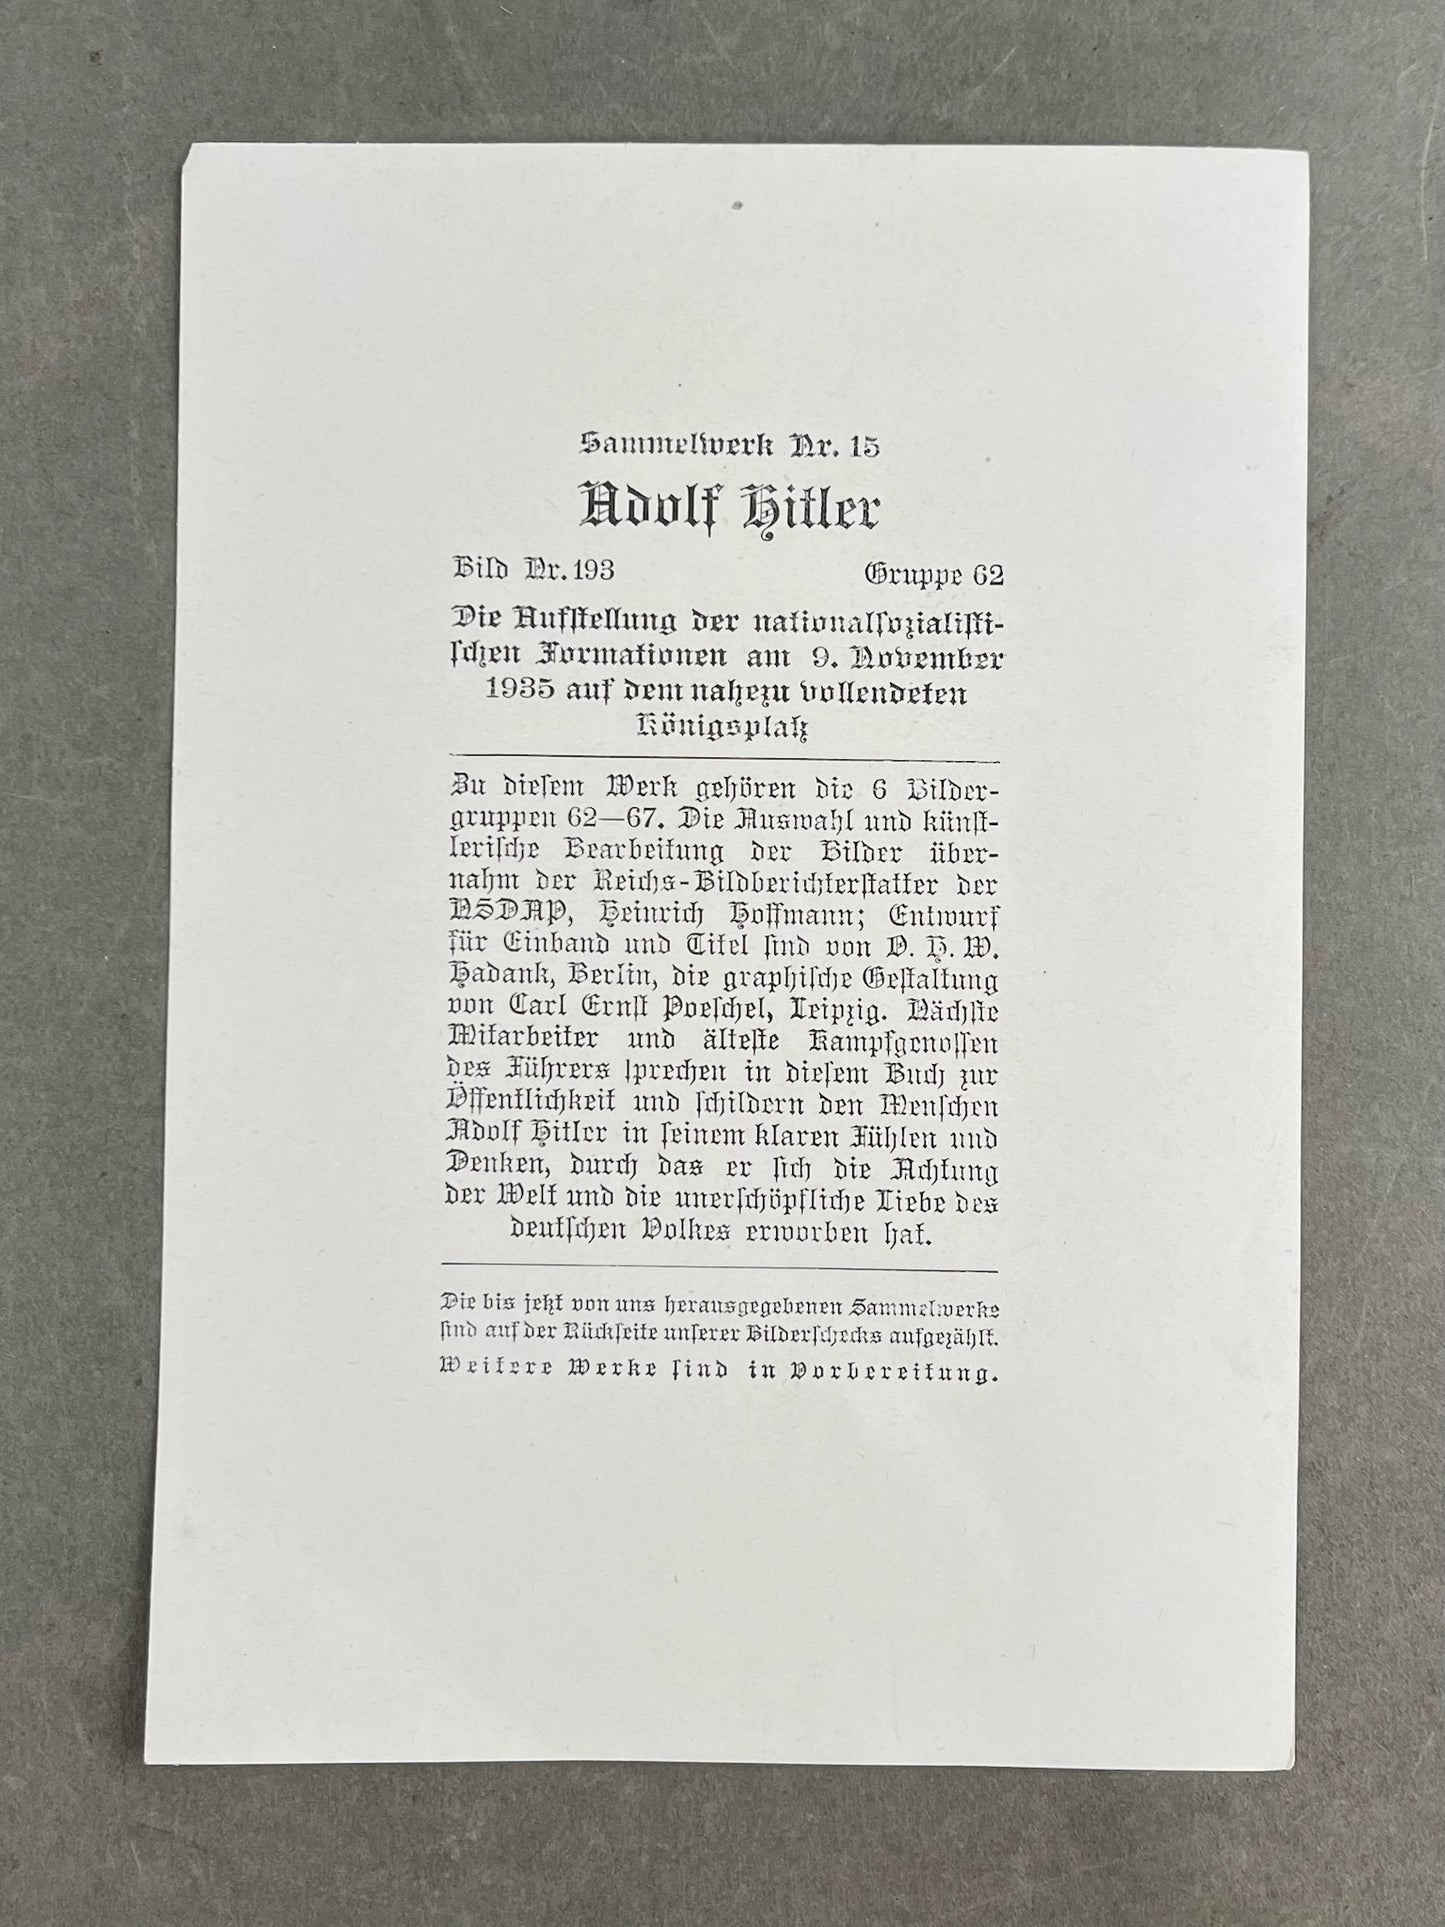 Sammelwerk Nr. 15
Adolf Hitler
Bild Nr. 193 Gruppe 62
Die Aufstellung der nationalsozialisti-
schen Formationen am 9. November
1935 auf dem nahezu vollendeten
Königsplatz
Zu diesem Werk gehören die 6 Bilder-
gruppen 62—67. Die Auswahl und künst-
lerische Bearbeitung der Bilder über-
nahm der Reichs-Bildberichterstatter der
NSDAP, Heinrich Hoffmann; Entwurf
für Einband und Titel sind von O. H. W.
Hadank, Berlin, die graphische Gestaltung
von Carl Ernst Poeschel, Leipzig. Nächste
Mitarbeiter und älteste Kampfgenossen
des Führers sprechen in diesem Buch zur
Öffentlichkeit und schildern den Menschen
Adolf Hitler in seinem klaren Fühlen und
Denken, durch das er sich die Achtung
der Welt und die unerschöpfliche Liebe des
deutschen Volkes erworben hat.
Die bis jetzt von uns herausgegebenen Sammelwerke
sind auf der Rückseite unserer Bilderschecks aufgezählt.
Weitere Werke sind in Vorbereitung.